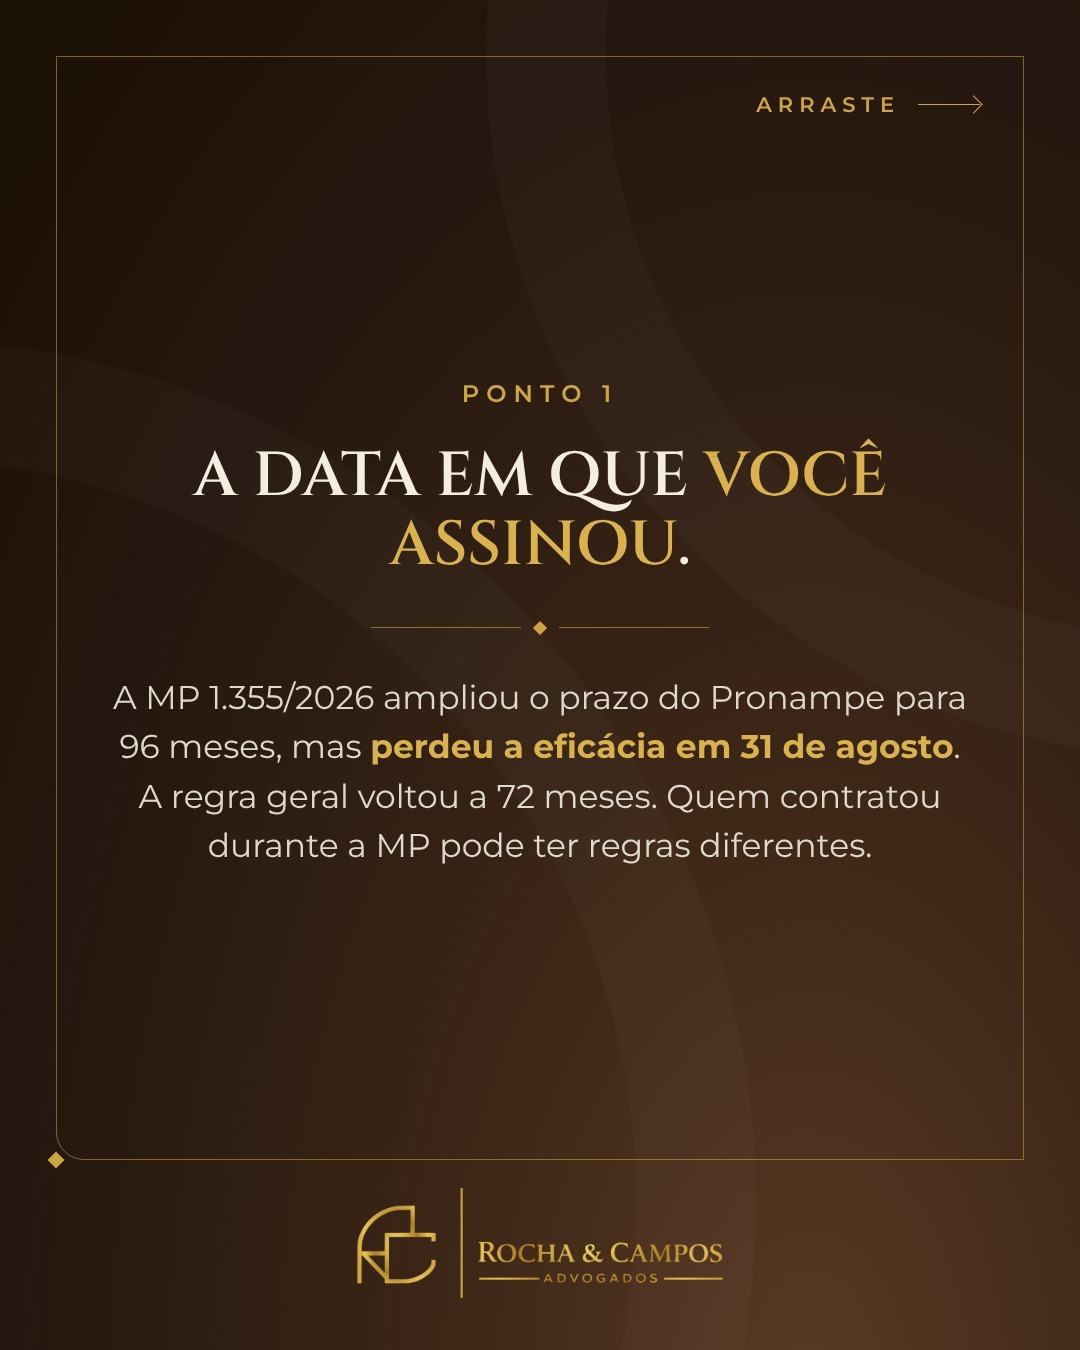 ARRASTE
PONTO 1
A DATA EM QUE VOCÊ
ASSINOU.
A MP 1.355/2026 ampliou o prazo do Pronampe para
96 meses, mas perdeu a eficácia em 31 de agosto.
A regra geral voltou a 72 meses. Quem contratou
durante a MP pode ter regras diferentes.
ROCHA & CAMPOS
ADVOGADOS